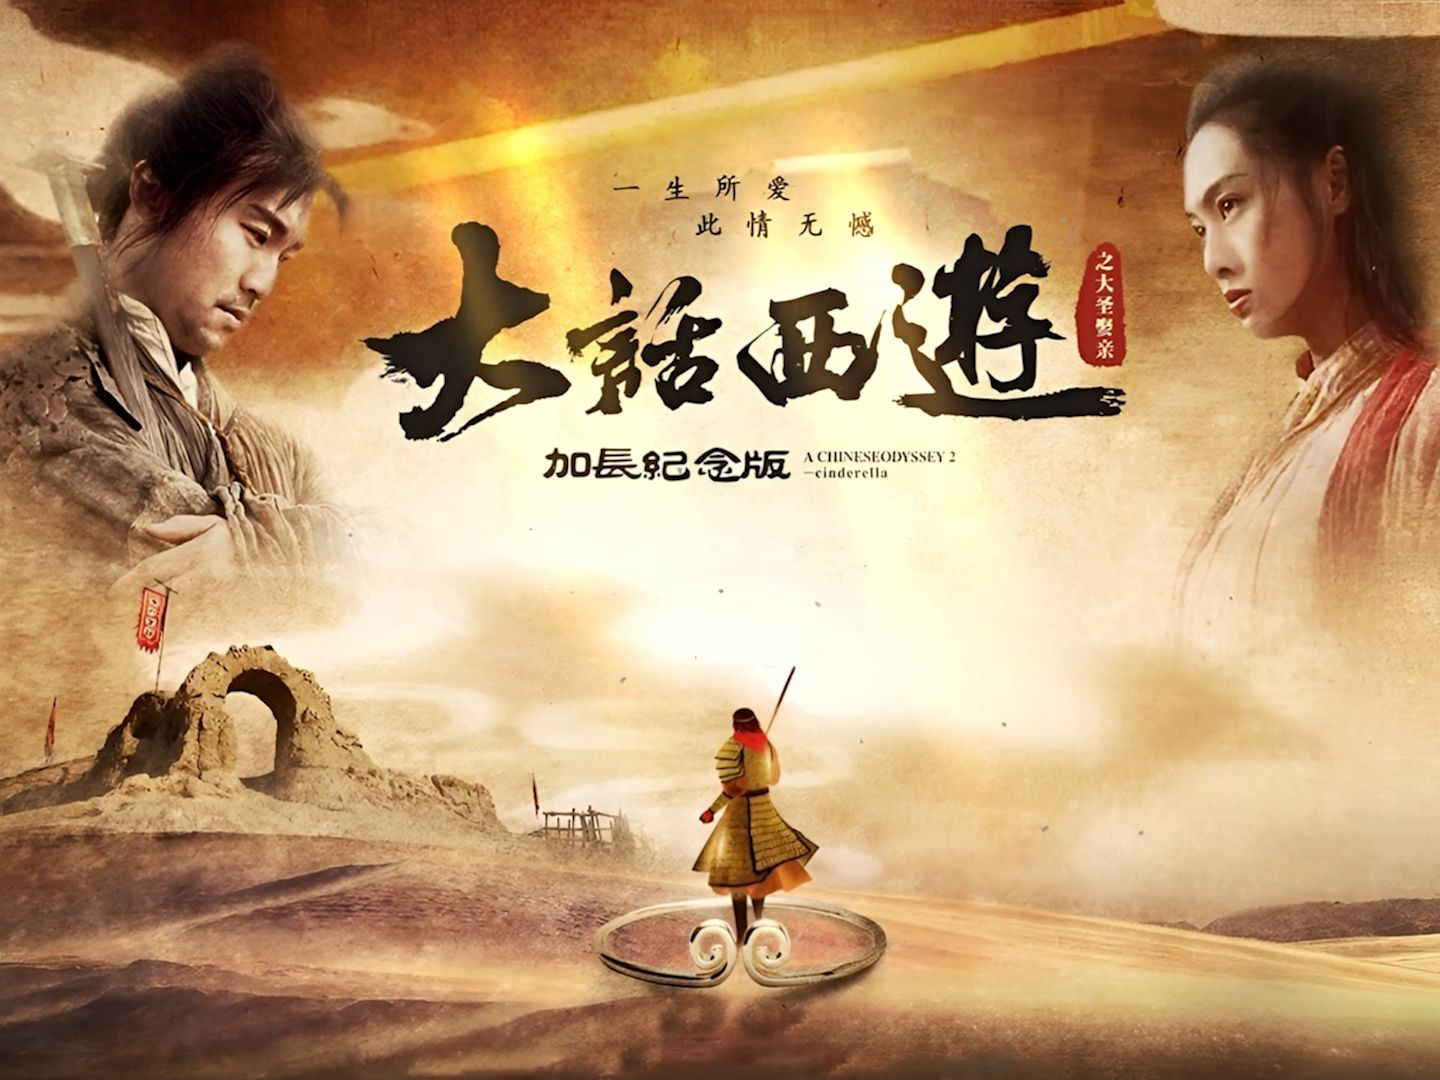 一生所爱
此情无憾
大話西遊
之大圣娶亲
加長紀念版
A CHINESEODYSSEY 2
—cinderella